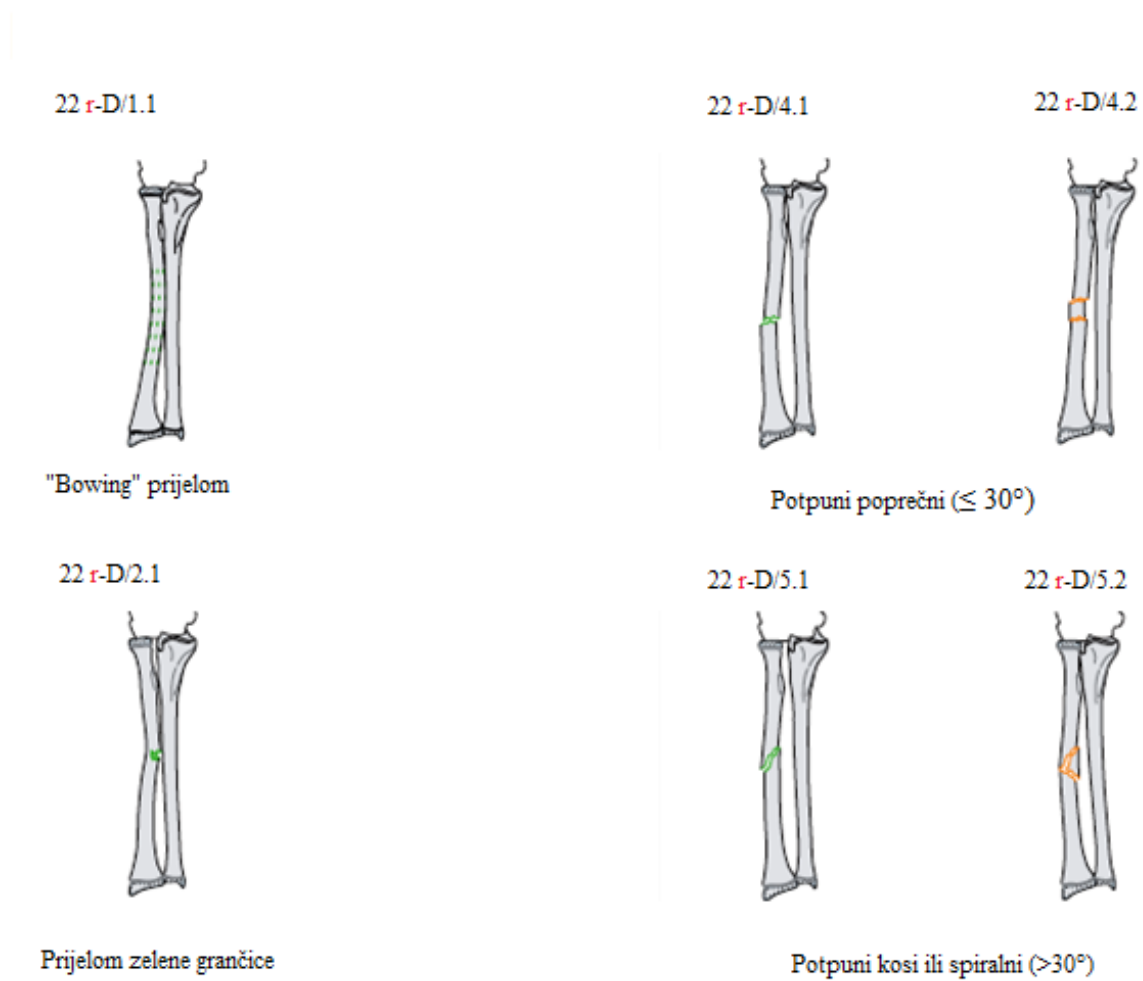 22 r-D/1.1
22 r-D/4.1
22 r-D/4.2
"Bowing" prijelom
Potpuni poprečni (≤ 30°)
22 r-D/2.1
22 r-D/5.1
22 r-D/5.2
Prijelom zelene grančice
Potpuni kosi ili spiralni (>30°)